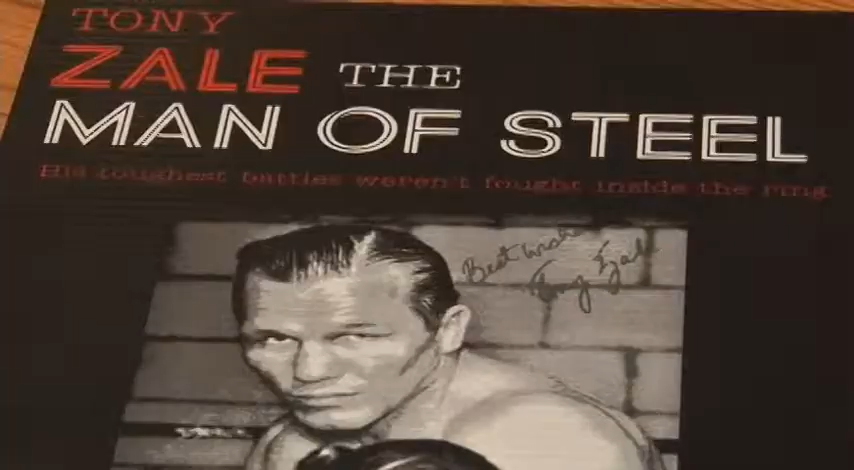 TONY
ZALE THE
MAN OF STEEL
His toughest battles weren't fought inside the ring
Best wishes
Tony Zale